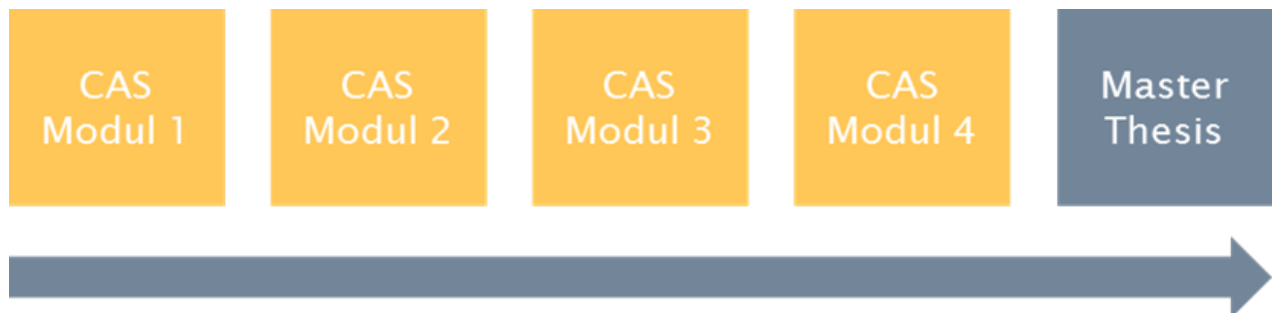 CAS
Modul 1
CAS
Modul 2
CAS
Modul 3
CAS
Modul 4
Master
Thesis